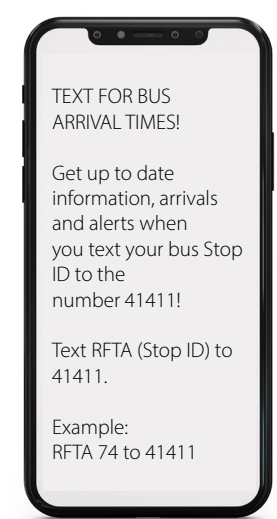 TEXT FOR BUS
ARRIVAL TIMES!
Get up to date
information, arrivals
and alerts when
you text your bus Stop
ID to the
number 41411!
Text RFTA (Stop ID) to
41411.
Example:
RFTA 74 to 41411